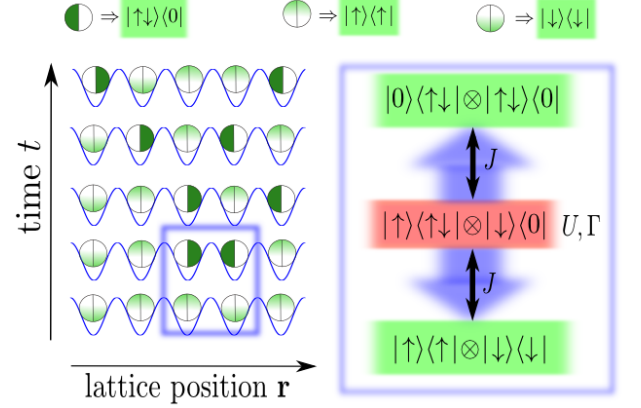 ⇒ |↑↓⟩⟨0|
⇒ |↑⟩⟨↑|
⇒ |↓⟩⟨↓|
time t
lattice position r
|0⟩⟨↑↓|⊗|↑↓⟩⟨0|
J
|↑⟩⟨↑↓|⊗|↓⟩⟨0| U, Γ
J
|↑⟩⟨↑|⊗|↓⟩⟨↓|